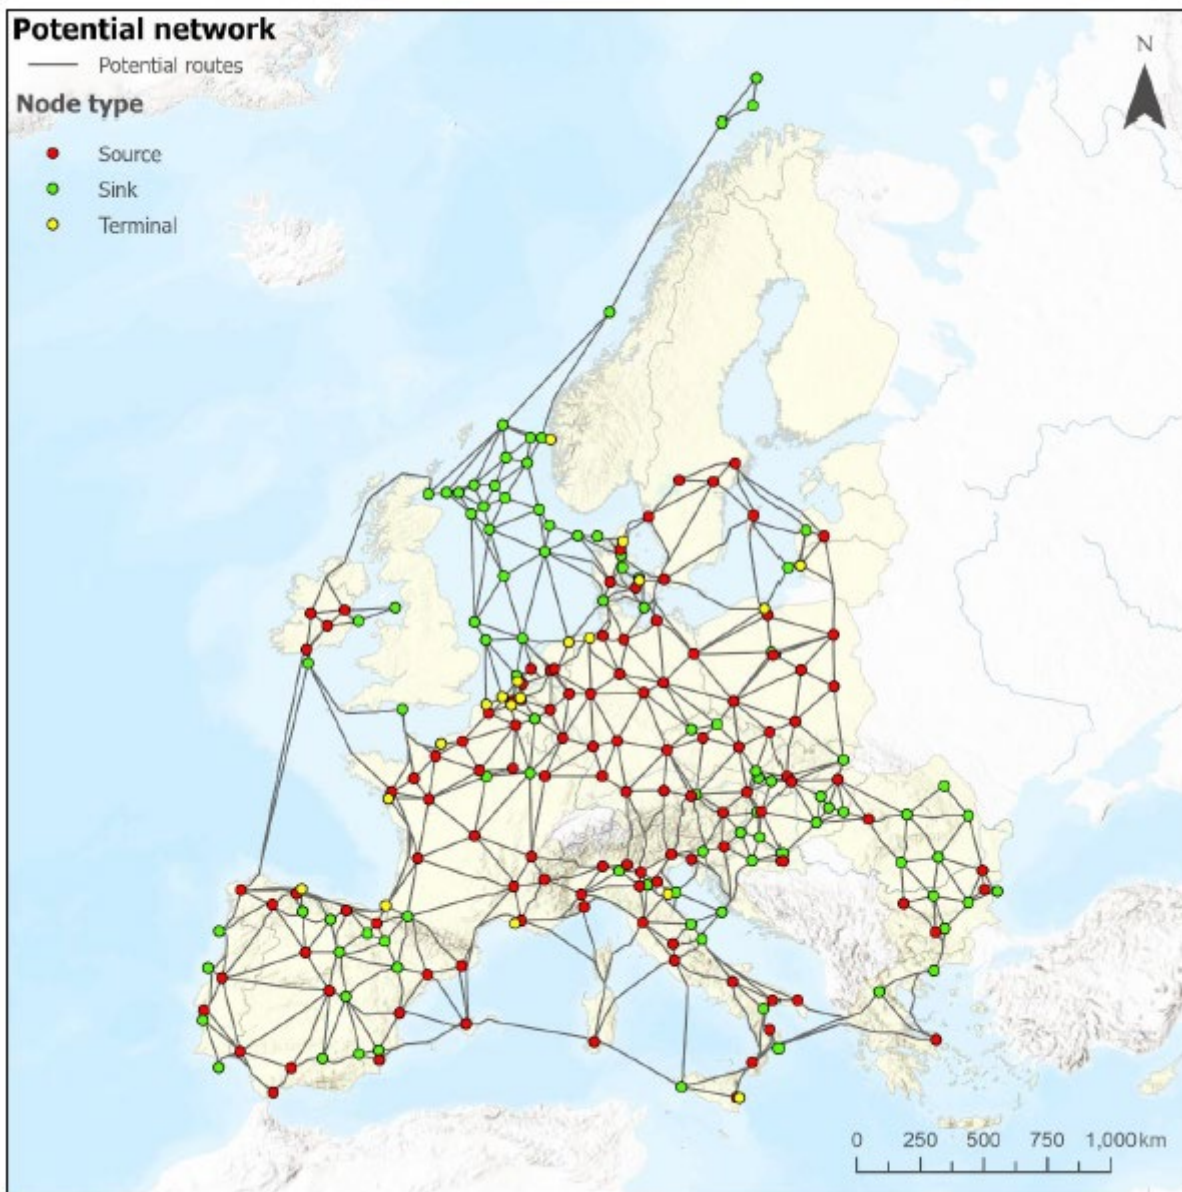 Potential network
Potential routes
Node type
Source
Sink
Terminal
N
0 250 500 750 1,000 km